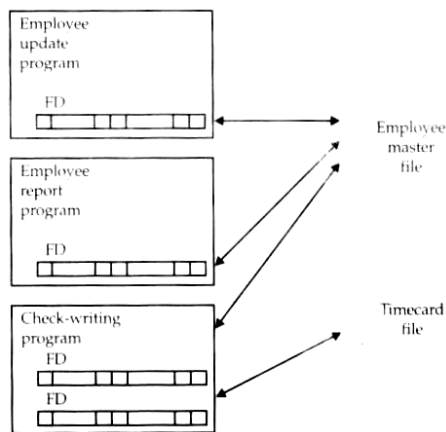 Employee
update
program
FD
Employee
master
file
Employee
report
program
FD
Check-writing
program
FD
FD
Timecard
file